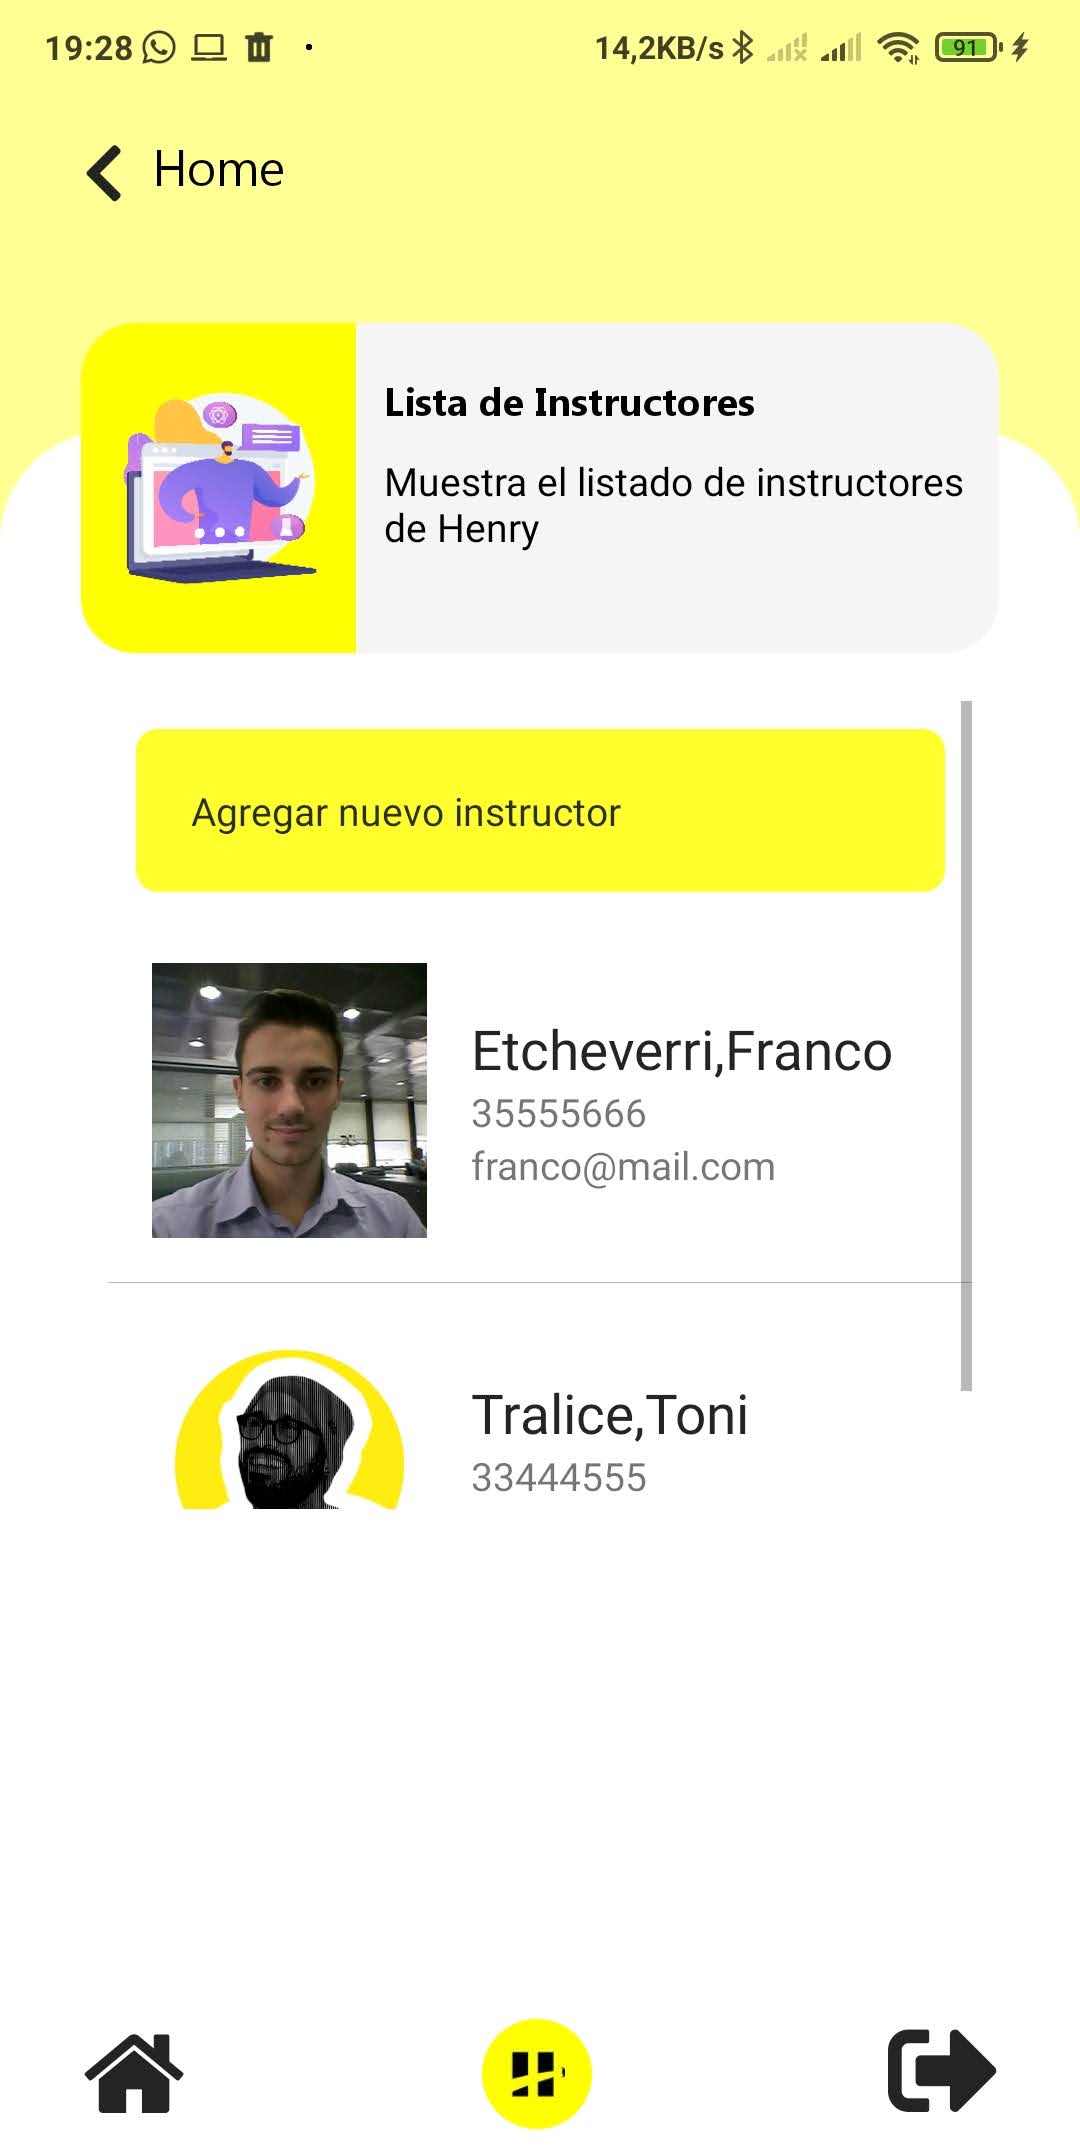 19:28 14,2KB/s 91
Home
Lista de Instructores
Muestra el listado de instructores
de Henry
Agregar nuevo instructor
Etcheverri,Franco
35555666
franco@mail.com
Tralice,Toni
33444555